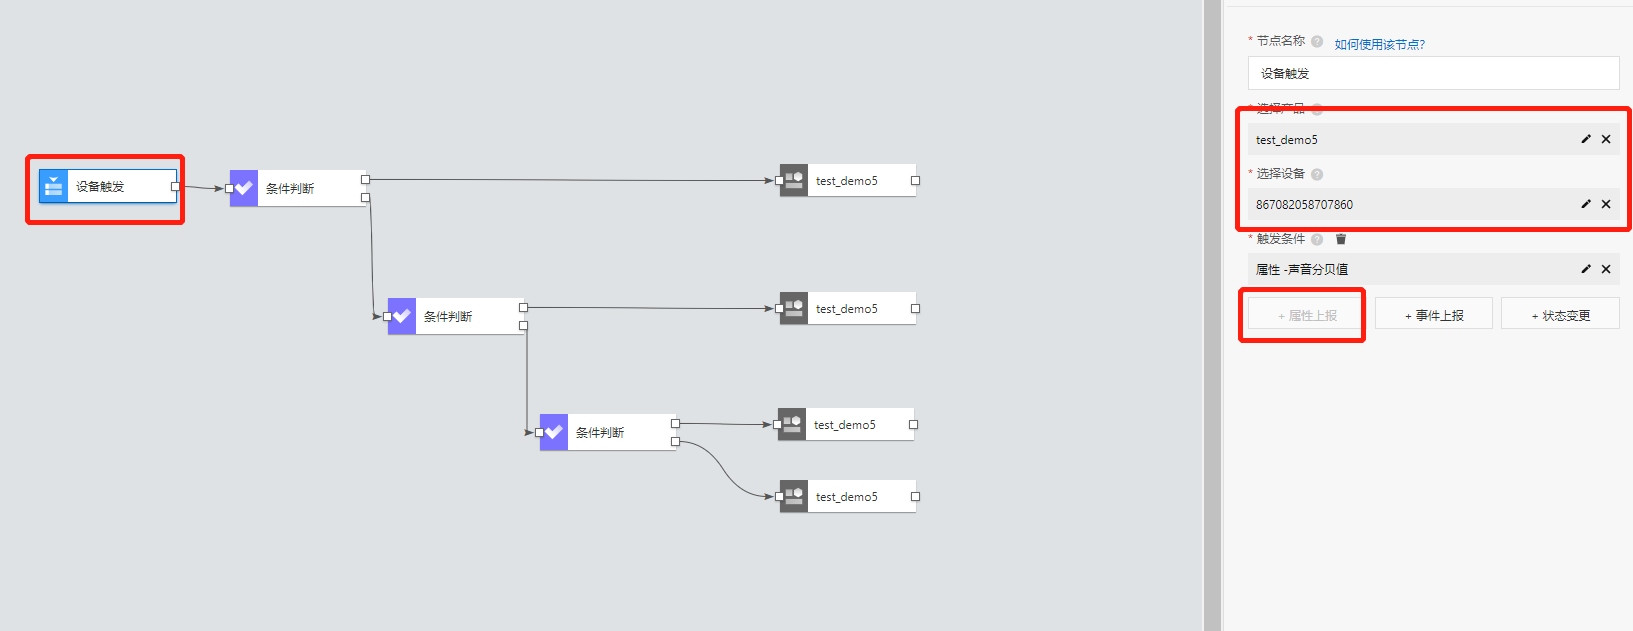 设备触发
条件判断
test_demo5
条件判断
test_demo5
条件判断
test_demo5
test_demo5
* 节点名称 ? 如何使用该节点?
设备触发
* 选择产品 ?
test_demo5
* 选择设备 ?
867082058707860
* 触发条件 ?
属性 -声音分贝值
+ 属性上报
+ 事件上报
+ 状态变更